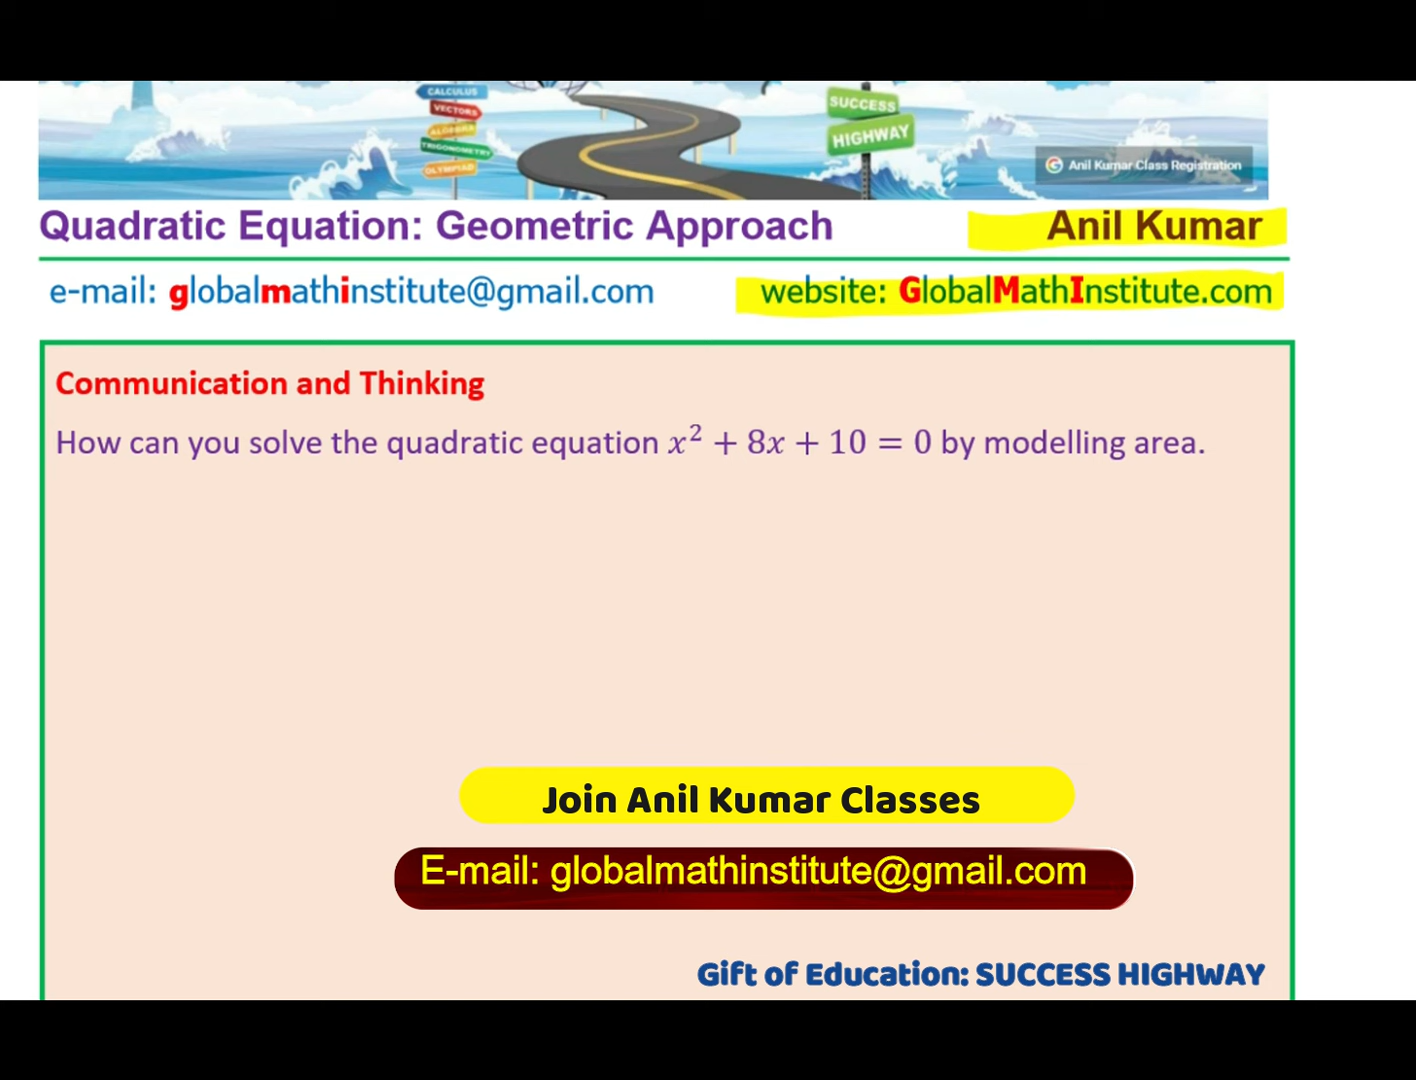 CALCULUS
VECTORS
ALGEBRA
TRIGONOMETRY
OLYMPIAD
SUCCESS
HIGHWAY
Anil Kumar Class Registration
Quadratic Equation: Geometric Approach Anil Kumar
e-mail: globalmathinstitute@gmail.com website: GlobalMathInstitute.com
Communication and Thinking
How can you solve the quadratic equation x² + 8x + 10 = 0 by modelling area.
Join Anil Kumar Classes
E-mail: globalmathinstitute@gmail.com
Gift of Education: SUCCESS HIGHWAY